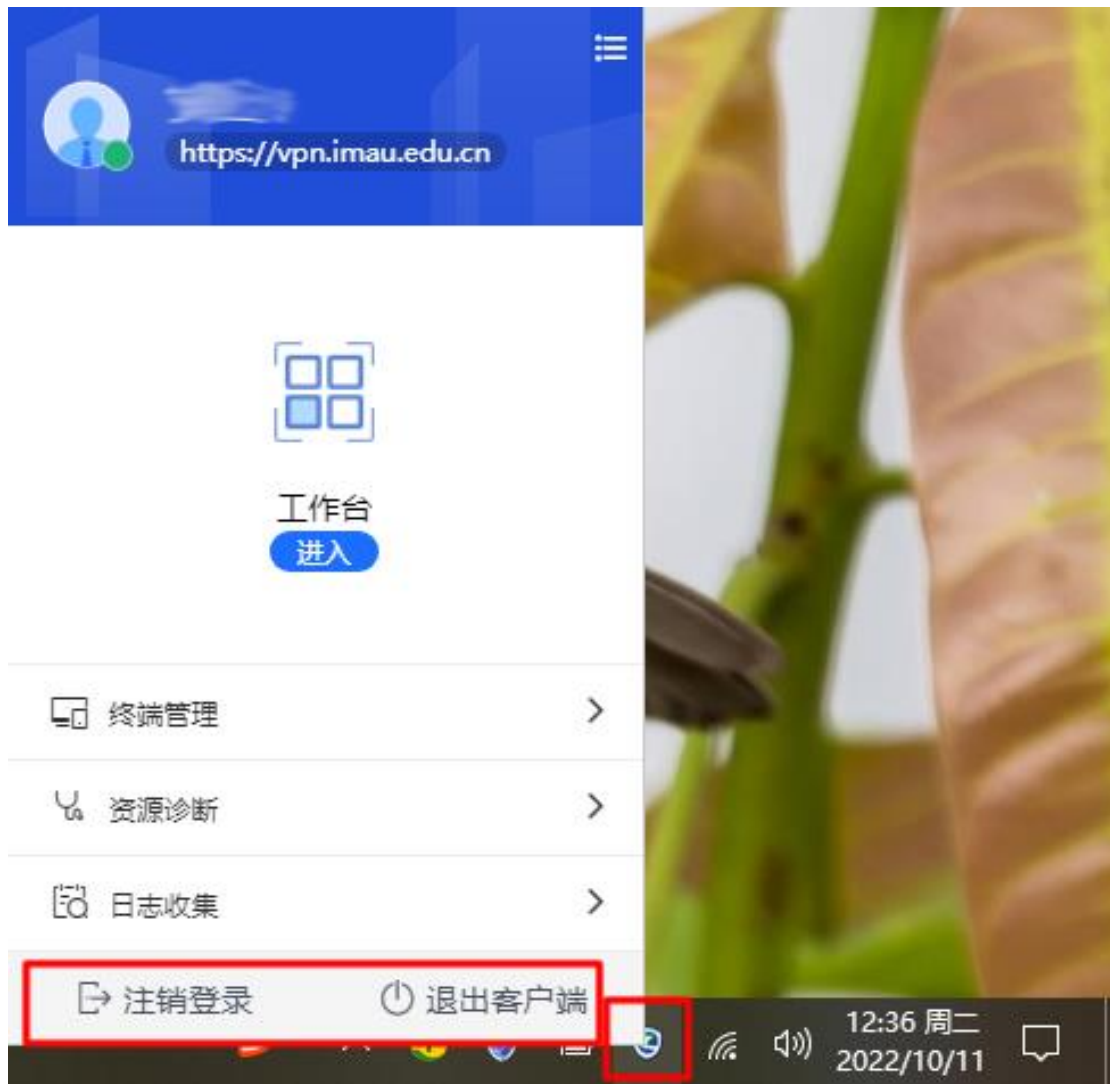 https://vpn.imau.edu.cn
工作台
进入
终端管理
资源诊断
日志收集
注销登录
退出客户端
12:36 周二
2022/10/11